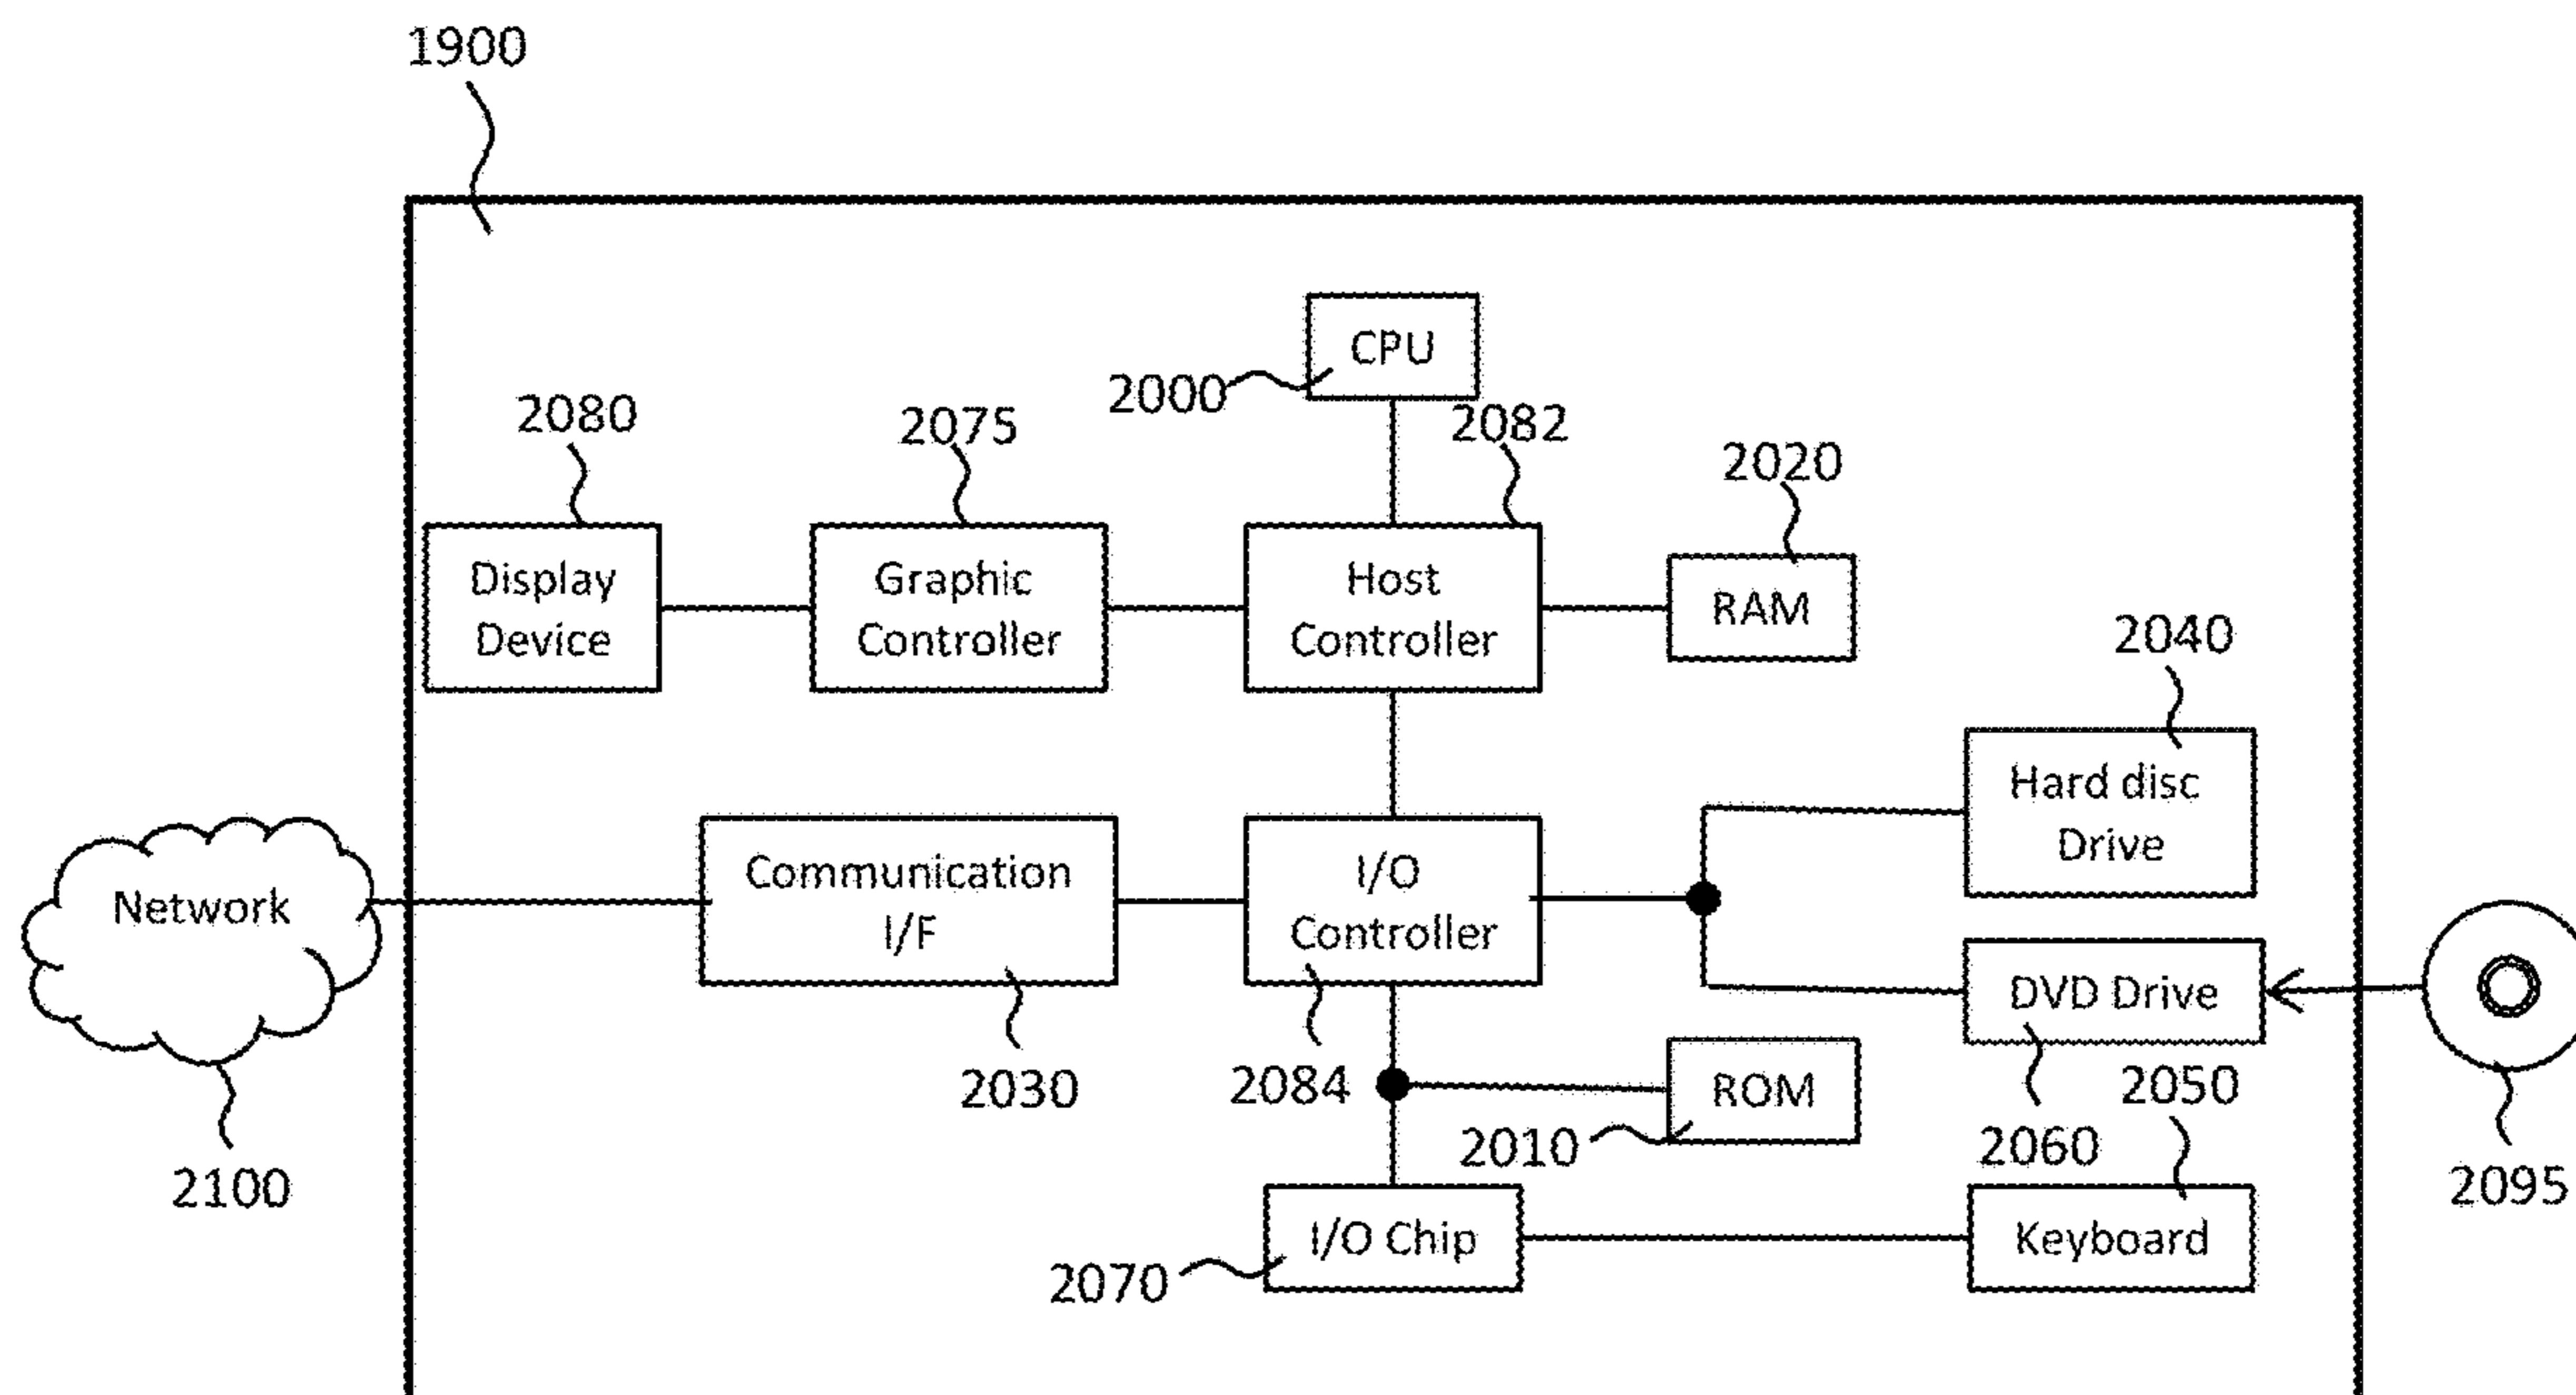 1900
CPU
2000
2080
2075
2082
2020
Display
Device
Graphic
Controller
Host
Controller
RAM
2040
Hard disc
Drive
Network
Communication
I/F
I/O
Controller
DVD Drive
2030
2084
ROM
2050
2010
2060
2100
2095
I/O Chip
Keyboard
2070